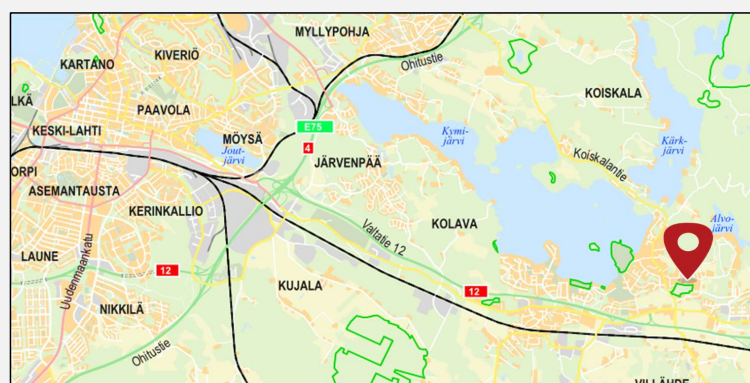 MYLLYPOHJA
KIVERIÖ
KARTANO
Ohitustie
KOISKALA
LKÄ
PAAVOLA
KESKI-LAHTI
MÖYSÄ
E75
Kymi-
järvi
Jout-
järvi
4
Kärk-
järvi
Koiskalantie
JÄRVENPÄÄ
ORPI
ASEMANTAUSTA
KERINKALLIO
KOLAVA
Alvo-
järvi
Valtatie 12
LAUNE
Uudenmaankatu
12
KUJALA
12
NIKKILÄ
Ohitustie
VILLÄHDE